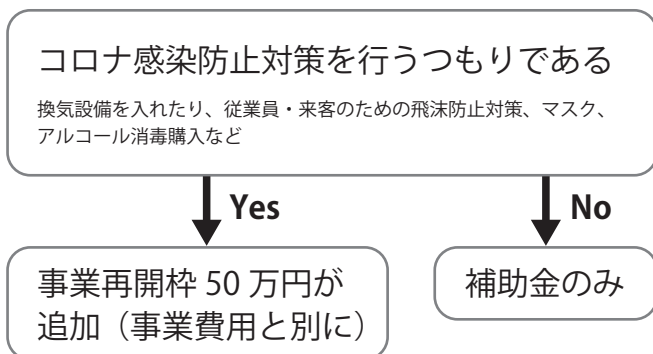 コロナ感染防止対策を行うつもりである
換気設備を入れたり、従業員・来客のための飛沫防止対策、マスク、
アルコール消毒購入など
Yes
No
事業再開枠 50 万円が
追加（事業費用と別に）
補助金のみ